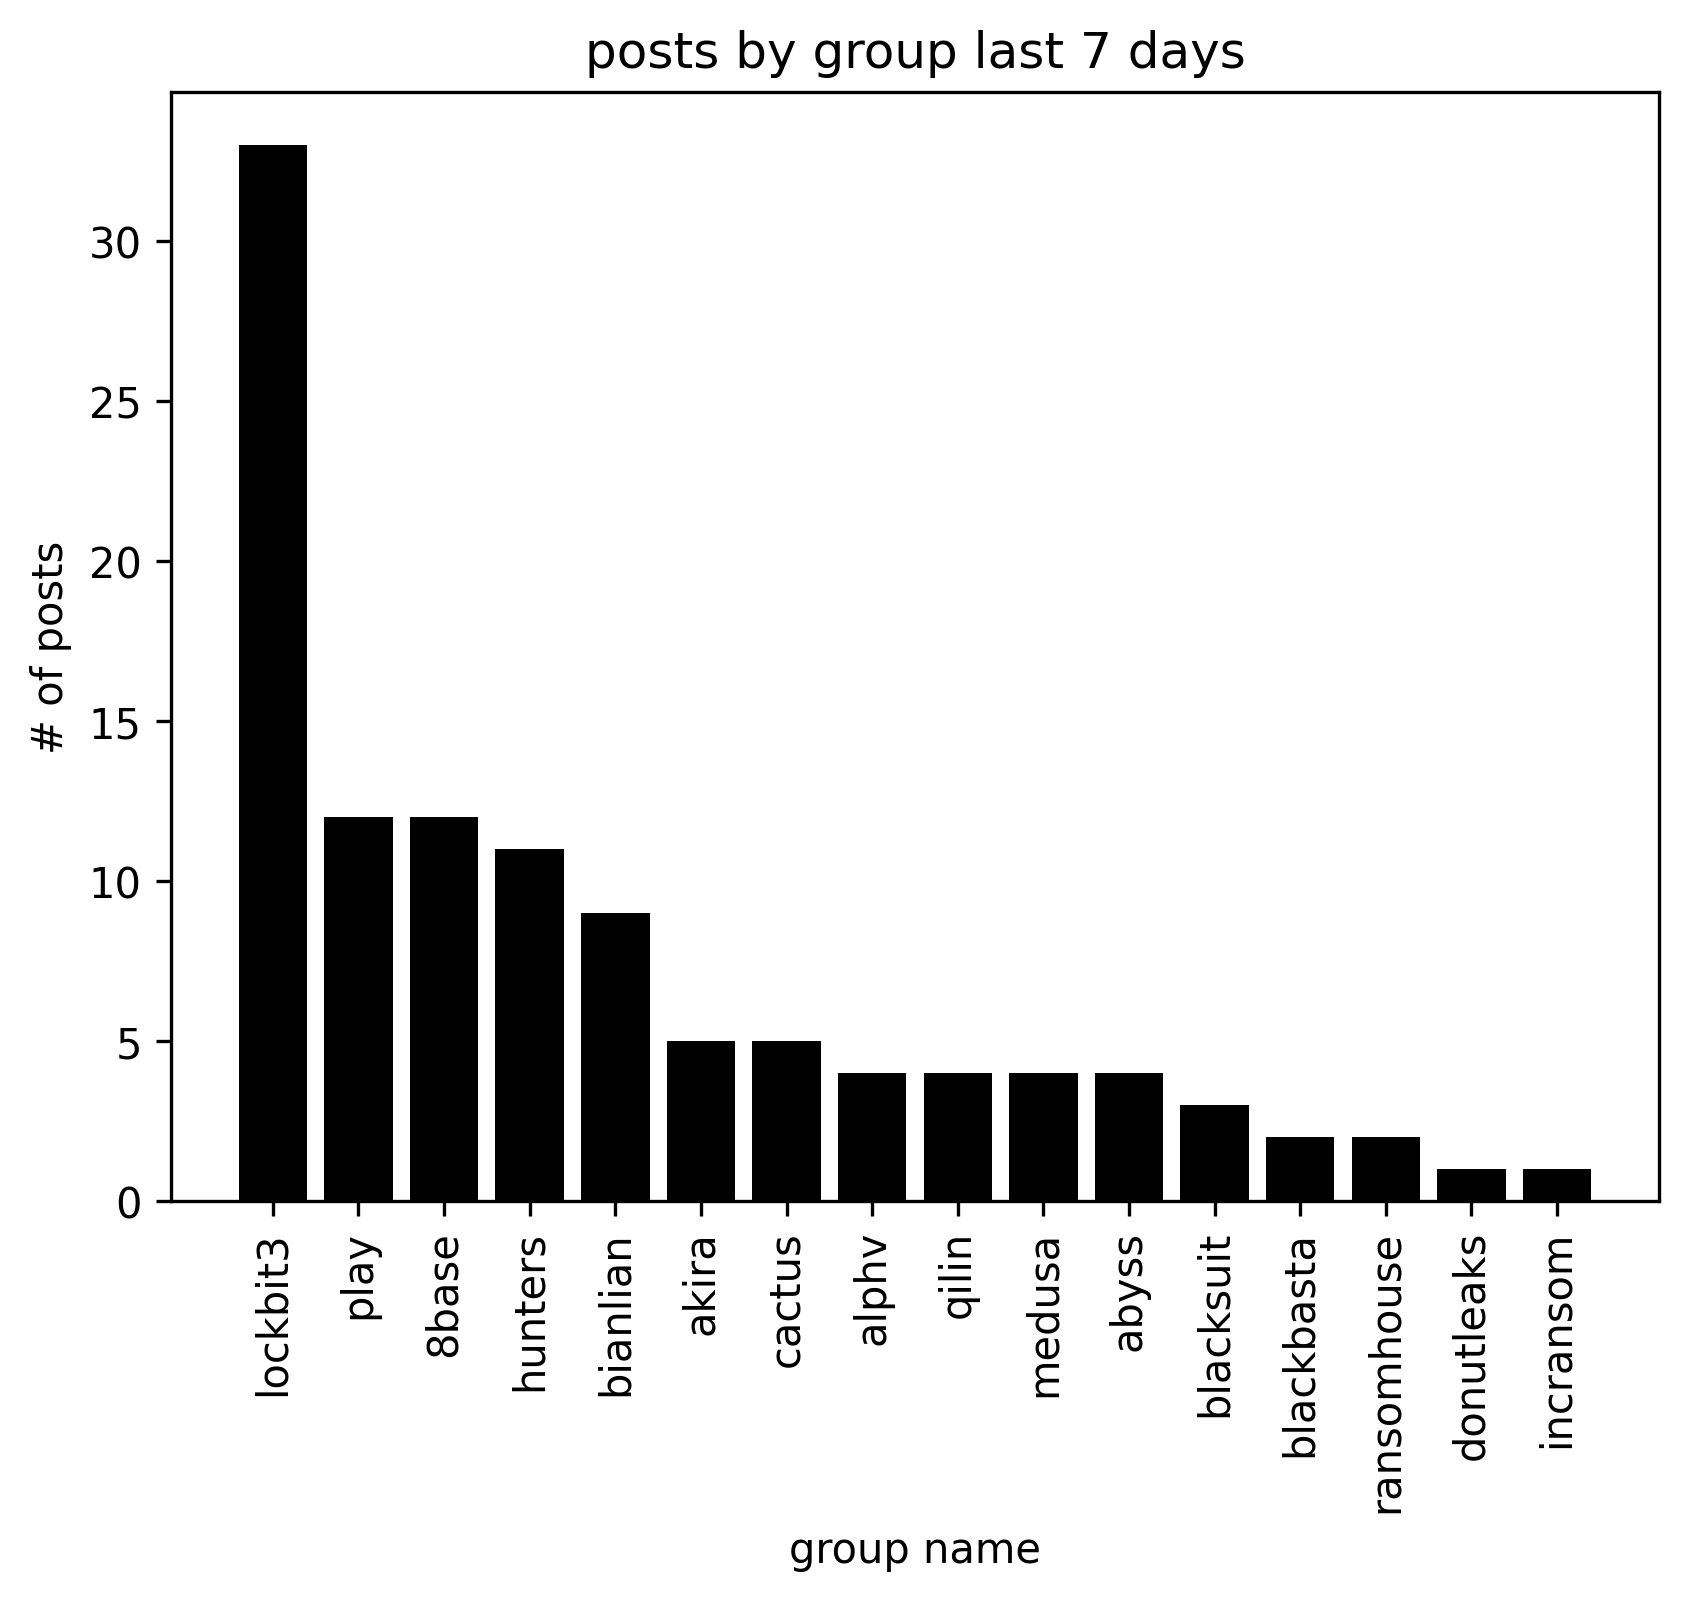 posts by group last 7 days
# of posts
30
25
20
15
10
5
0
lockbit3
play
8base
hunters
bianlian
akira
cactus
alphv
qilin
medusa
abyss
blacksuit
blackbasta
ransomhouse
donutleaks
incransom
group name